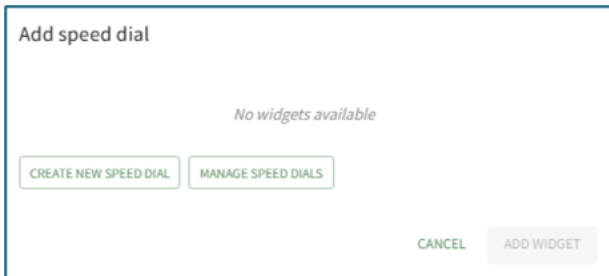 Add speed dial
No widgets available
CREATE NEW SPEED DIAL MANAGE SPEED DIALS
CANCEL ADD WIDGET